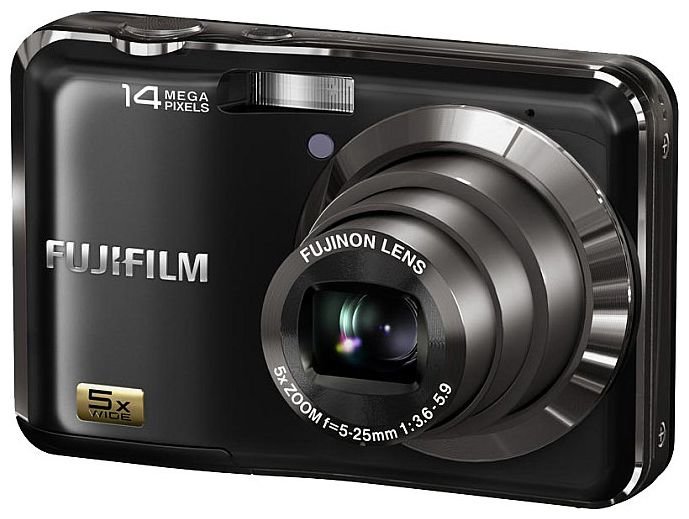 14 MEGA
PIXELS
FUJIFILM
FUJINON LENS
5x ZOOM f=5-25mm 1:3.6-5.9
5x
WIDE